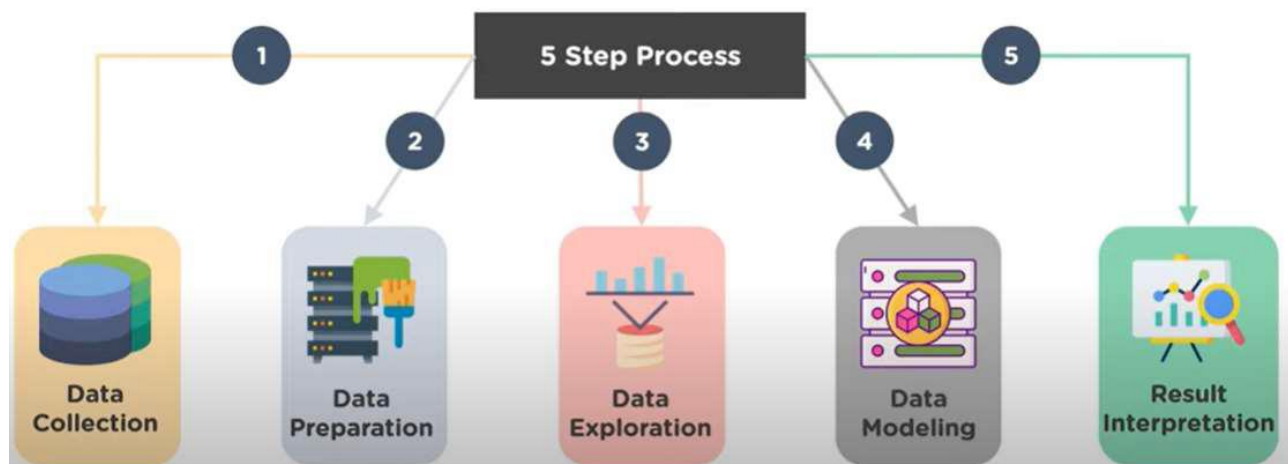 5 Step Process
1
2
3
4
5
Data
Collection
Data
Preparation
Data
Exploration
Data
Modeling
Result
Interpretation